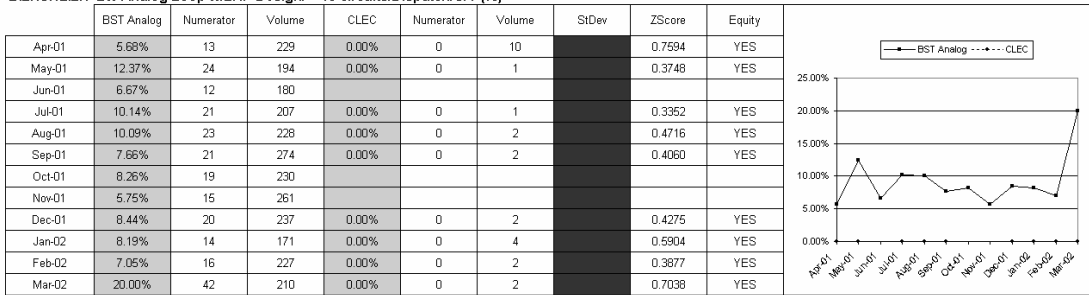 BST Analog Numerator Volume CLEC Numerator Volume StDev ZScore Equity
Apr-01 5.68% 13 229 0.00% 0 10 0.7594 YES
May-01 12.37% 24 194 0.00% 0 1 0.3748 YES
Jun-01 6.67% 12 180
Jul-01 10.14% 21 207 0.00% 0 1 0.3352 YES
Aug-01 10.09% 23 228 0.00% 0 2 0.4716 YES
Sep-01 7.66% 21 274 0.00% 0 2 0.4060 YES
Oct-01 8.26% 19 230
Nov-01 5.75% 15 261
Dec-01 8.44% 20 237 0.00% 0 2 0.4275 YES
Jan-02 8.19% 14 171 0.00% 0 4 0.5904 YES
Feb-02 7.05% 16 227 0.00% 0 2 0.3877 YES
Mar-02 20.00% 42 210 0.00% 0 2 0.7038 YES
BST Analog CLEC
25.00%
20.00%
15.00%
10.00%
5.00%
0.00%
Apr-01 May-01 Jun-01 Jul-01 Aug-01 Sep-01 Oct-01 Nov-01 Dec-01 Jan-02 Feb-02 Mar-02